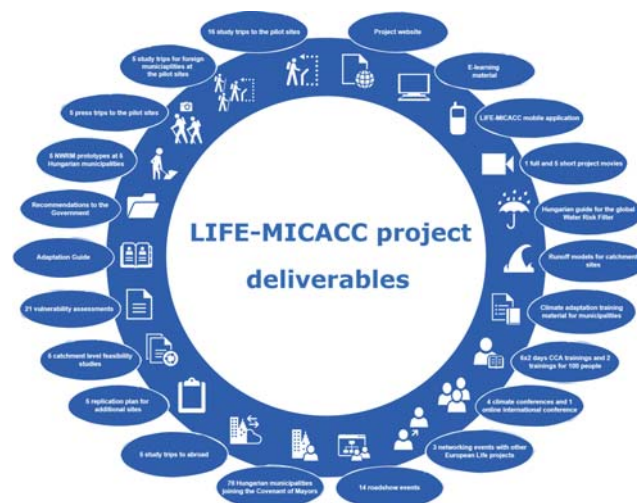 LIFE-MICACC project
deliverables
Project website
E-learning
material
LIFE-MICACC mobile application
1 full and 5 short project movies
Hungarian guide for the global
Water Risk Filler
Runoff models for catchment
sites
Climate adaptation training
material for municipalities
6x2 days CCA trainings and 2
trainings for 100 people
4 climate conferences and 1
online international conference
3 networking events with other
European Life projects
14 roadshow events
78 Hungarian municipalities
joining the Covenant of Mayors
5 study trips to abroad
5 replication plan for
additional sites
6 catchment level feasibility
studies
21 vulnerability assessments
Adaptation Guide
Recommendations to the
Government
5 NWRM prototypes at 5
Hungarian municipalities
5 press trips to the pilot sites
5 study trips for foreign
municiaplities at
the pilot sites
16 study trips to the pilot sites